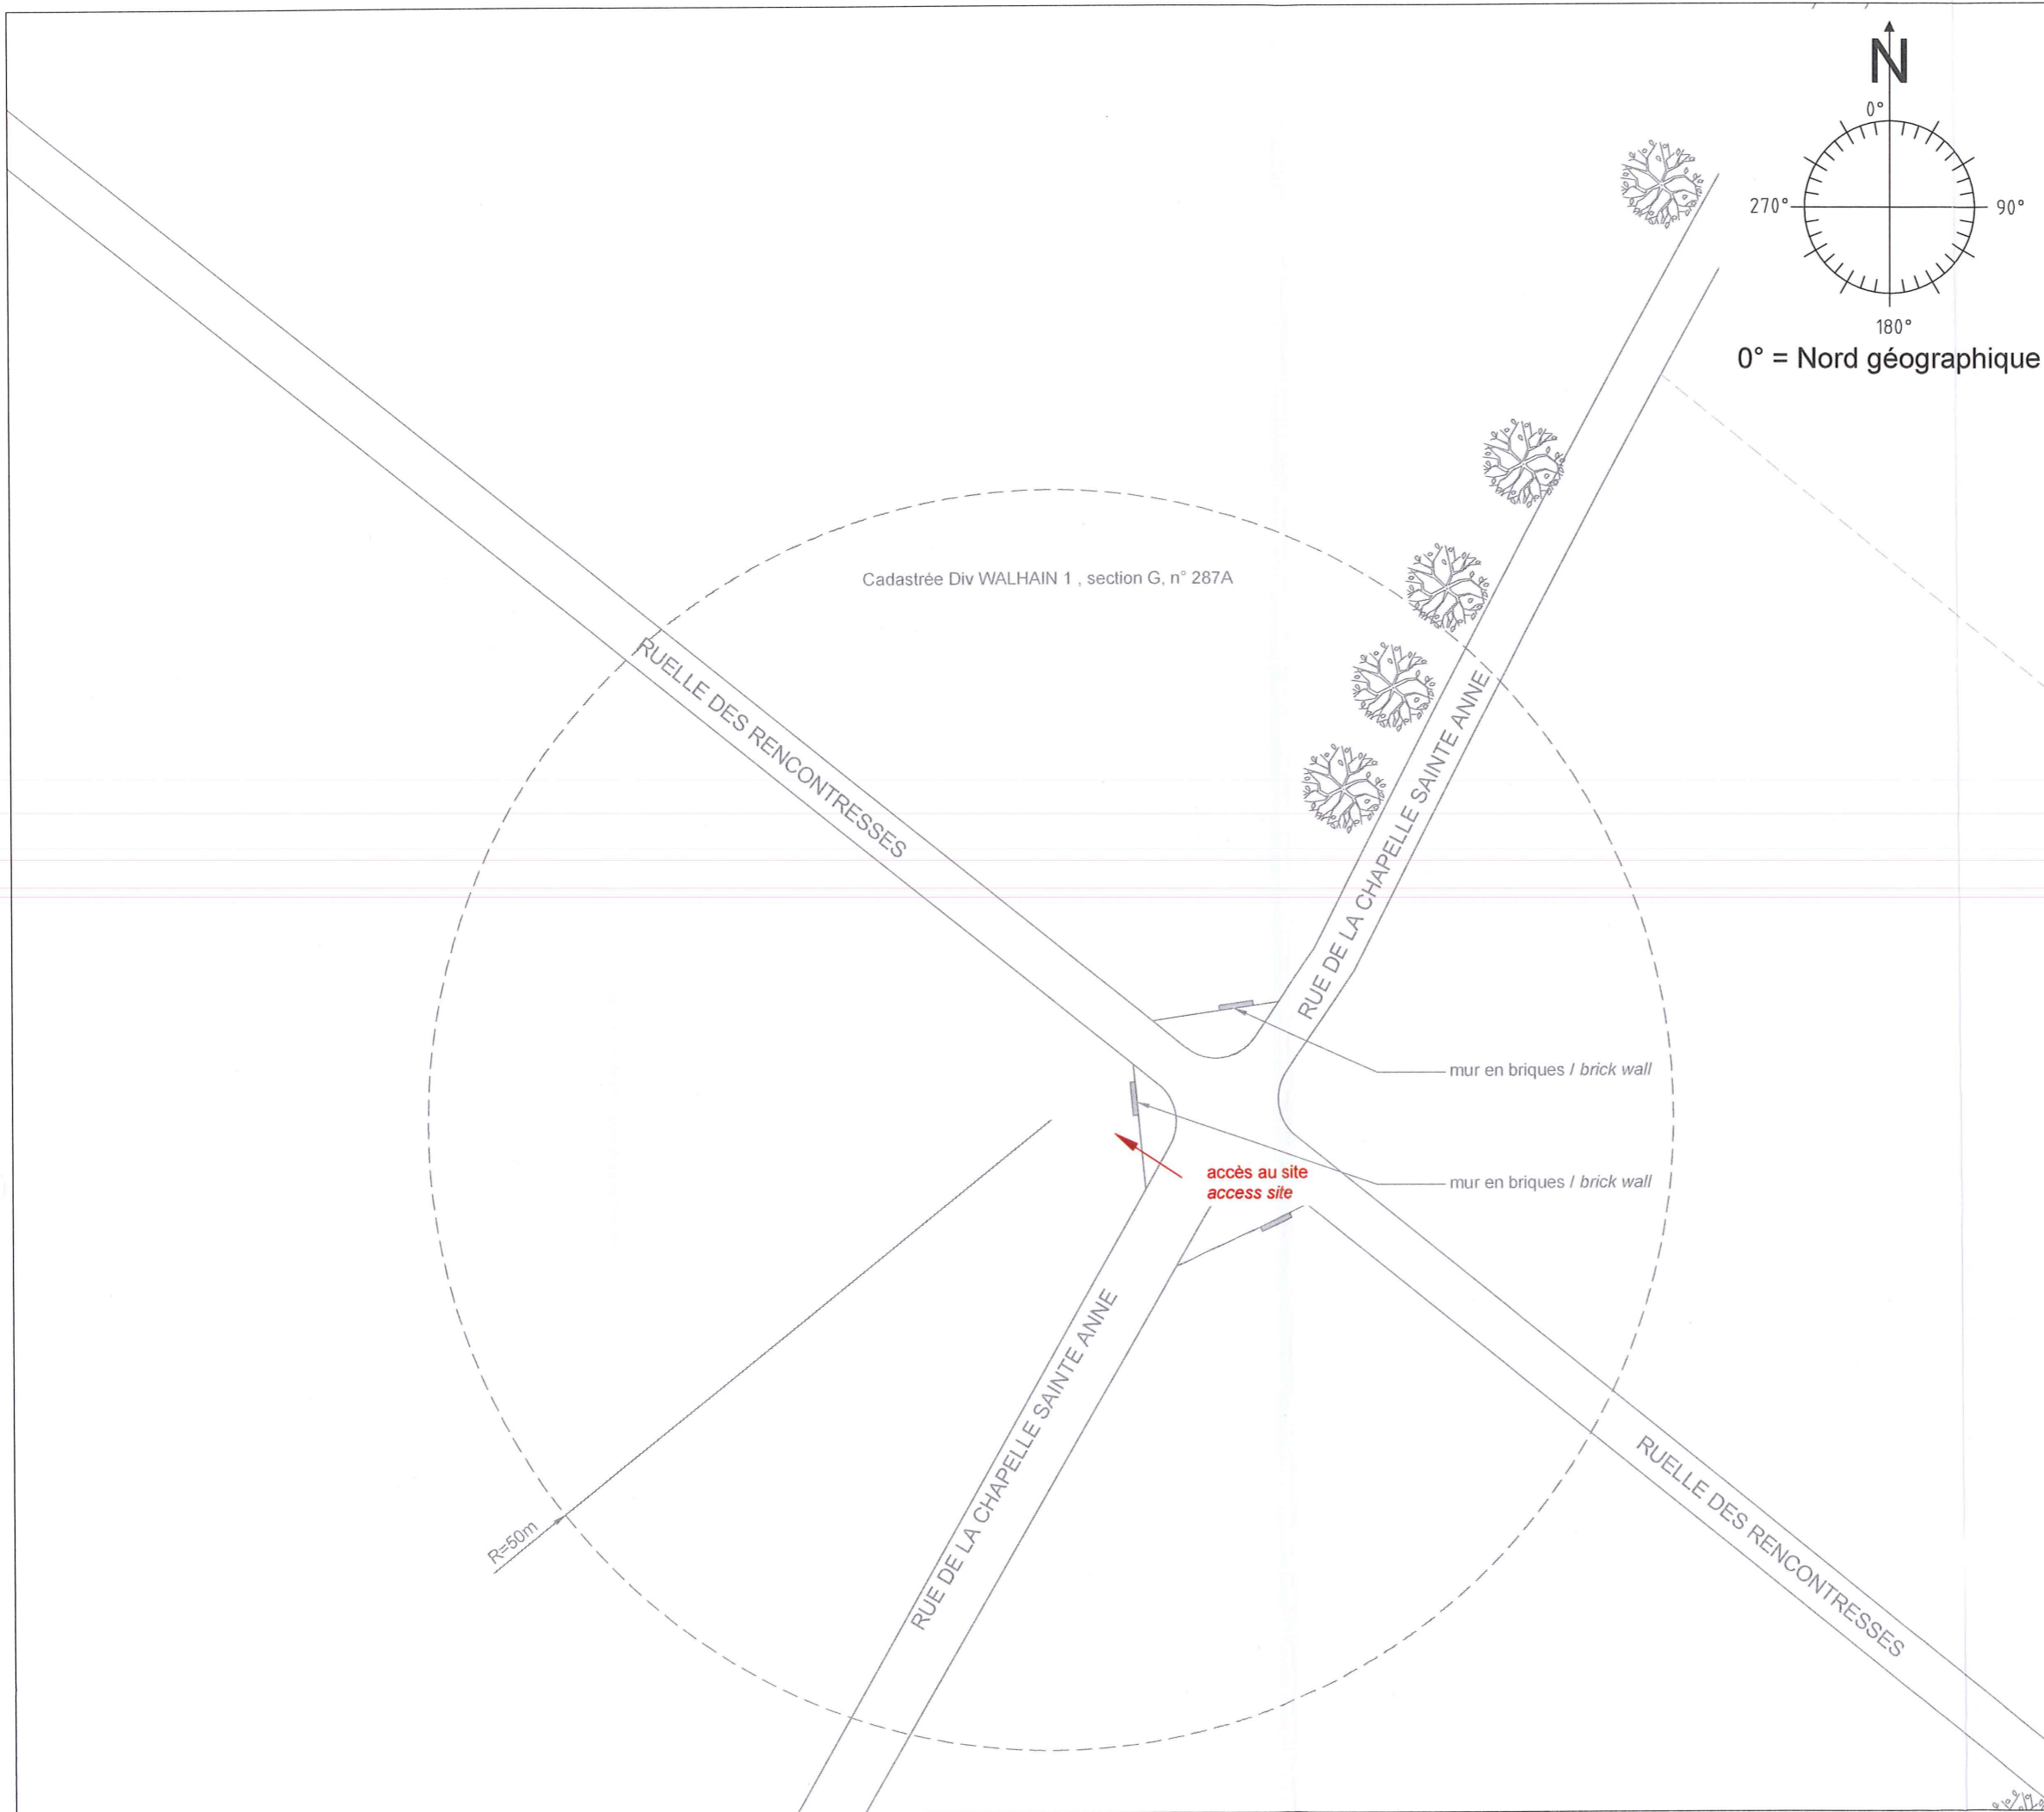 N
0°
270°
90°
180°
0° = Nord géographique
Cadastrée Div WALHAIN 1 , section G, n° 287A
RUELLE DES RENCONTRESSES
RUE DE LA CHAPELLE SAINTE ANNE
mur en briques / brick wall
accès au site
access site
mur en briques / brick wall
RUE DE LA CHAPELLE SAINTE ANNE
R=50m
RUELLE DES RENCONTRESSES